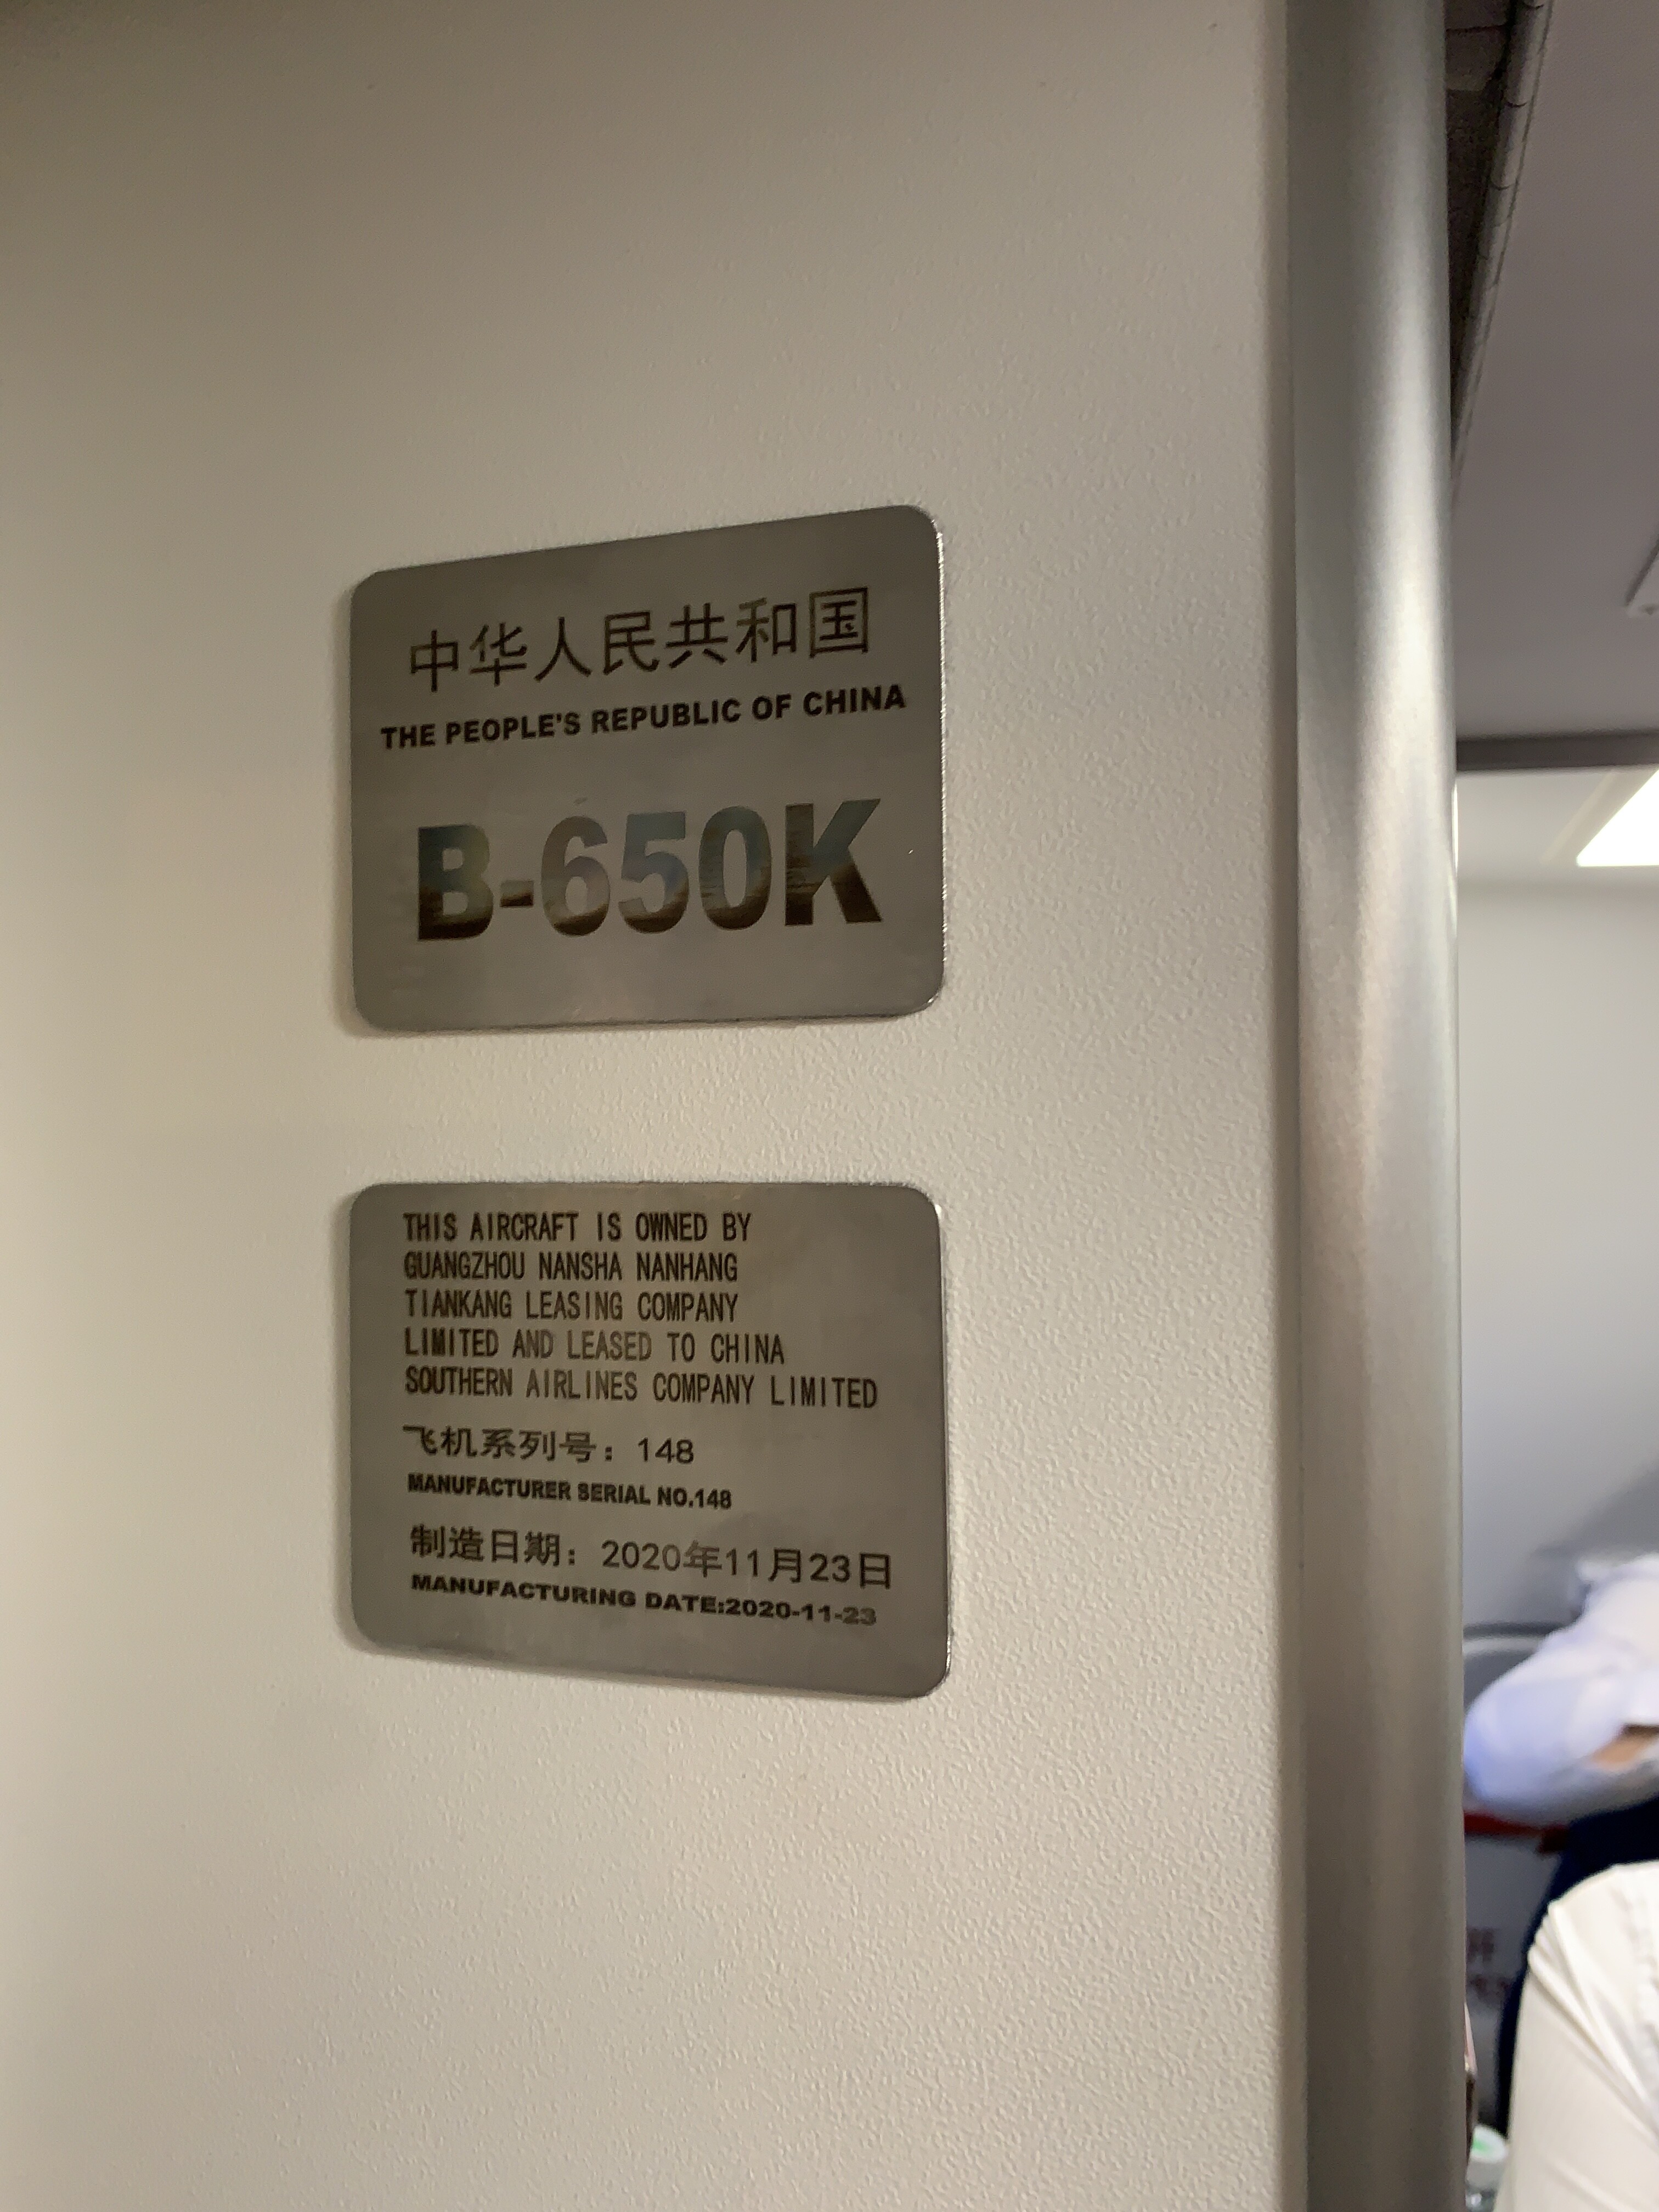 中华人民共和国
THE PEOPLE'S REPUBLIC OF CHINA
B-650K
THIS AIRCRAFT IS OWNED BY
GUANGZHOU NANSHA NANHANG
TIANKANG LEASING COMPANY
LIMITED AND LEASED TO CHINA
SOUTHERN AIRLINES COMPANY LIMITED
飞机系列号：148
MANUFACTURER SERIAL NO.148
制造日期：2020年11月23日
MANUFACTURING DATE:2020-11-23